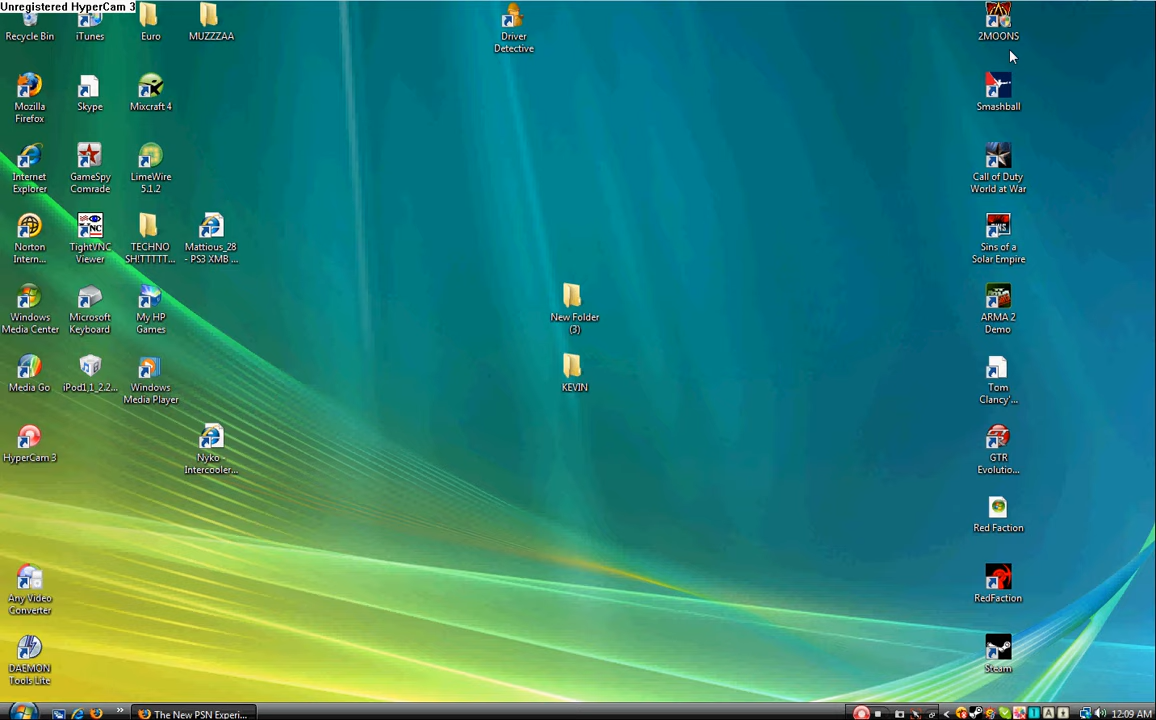 Unregistered HyperCam 3
Recycle Bin
iTunes
Euro
MUZZZAA
Driver
Detective
2MOONS
Mozilla
Firefox
Skype
Mixcraft 4
Smashball
Internet
Explorer
GameSpy
Comrade
LimeWire
5.1.2
Call of Duty
World at War
Norton
Intern...
TightVNC
Viewer
TECHNO
SH!TTTTT...
Mattious_28
- PS3 XMB ...
Sins of a
Solar Empire
Windows
Media Center
Microsoft
Keyboard
My HP
Games
New Folder
(3)
ARMA 2
Demo
Media Go
iPod1,1_2.2...
Windows
Media Player
KEVIN
Tom
Clancy'...
HyperCam 3
Nyko -
Intercooler...
GTR
Evolutio...
Red Faction
Any Video
Converter
RedFaction
DAEMON
Tools Lite
Steam
The New PSN Experi...
12:09 AM